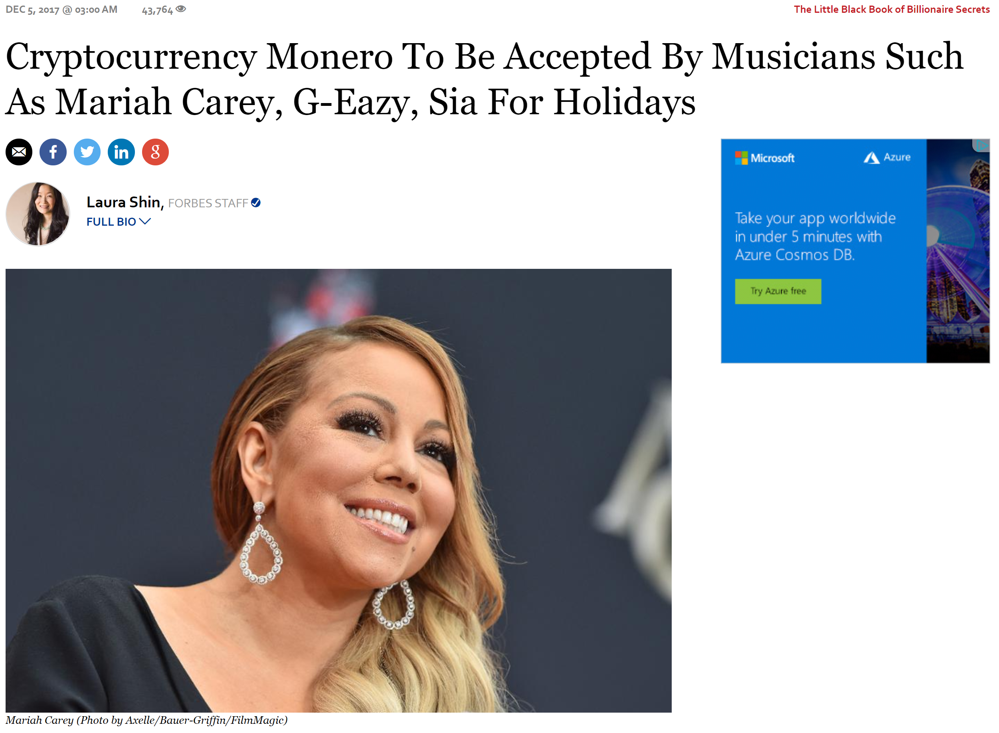 DEC 5, 2017 @ 03:00 AM 43,764 The Little Black Book of Billionaire Secrets
Cryptocurrency Monero To Be Accepted By Musicians Such
As Mariah Carey, G-Eazy, Sia For Holidays
f in g
Microsoft Azure
Laura Shin, FORBES STAFF
FULL BIO
Take your app worldwide
in under 5 minutes with
Azure Cosmos DB.
Try Azure free
Mariah Carey (Photo by Axelle/Bauer-Griffin/FilmMagic)